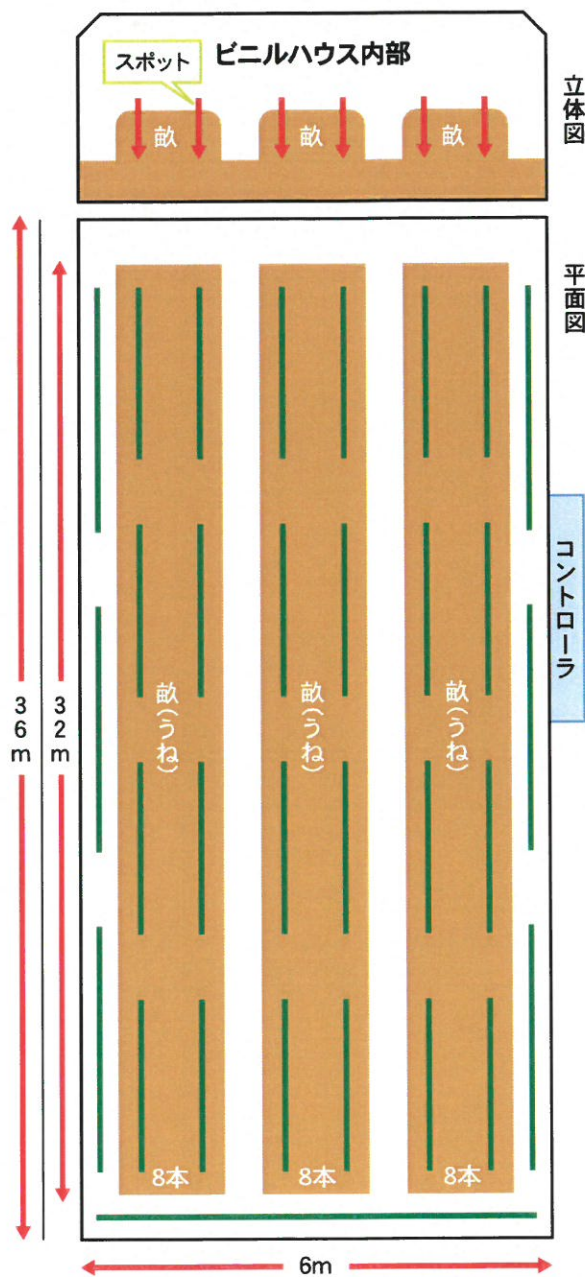 ビニルハウス内部
スポット
畝
畝
畝
立体図
平面図
コントローラ
36m
32m
畝(うね)
畝(うね)
畝(うね)
8本
8本
8本
6m